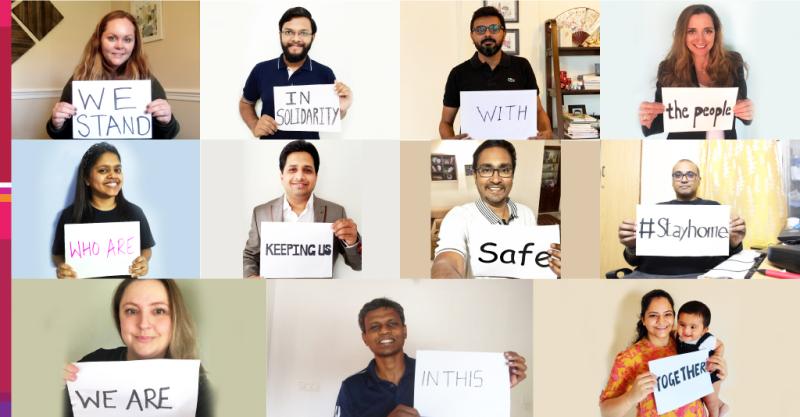 WE
STAND
IN
SOLIDARITY
WITH
the people
WHO ARE
KEEPING US
Safe
#Stayhome
WE ARE
IN THIS
TOGETHER